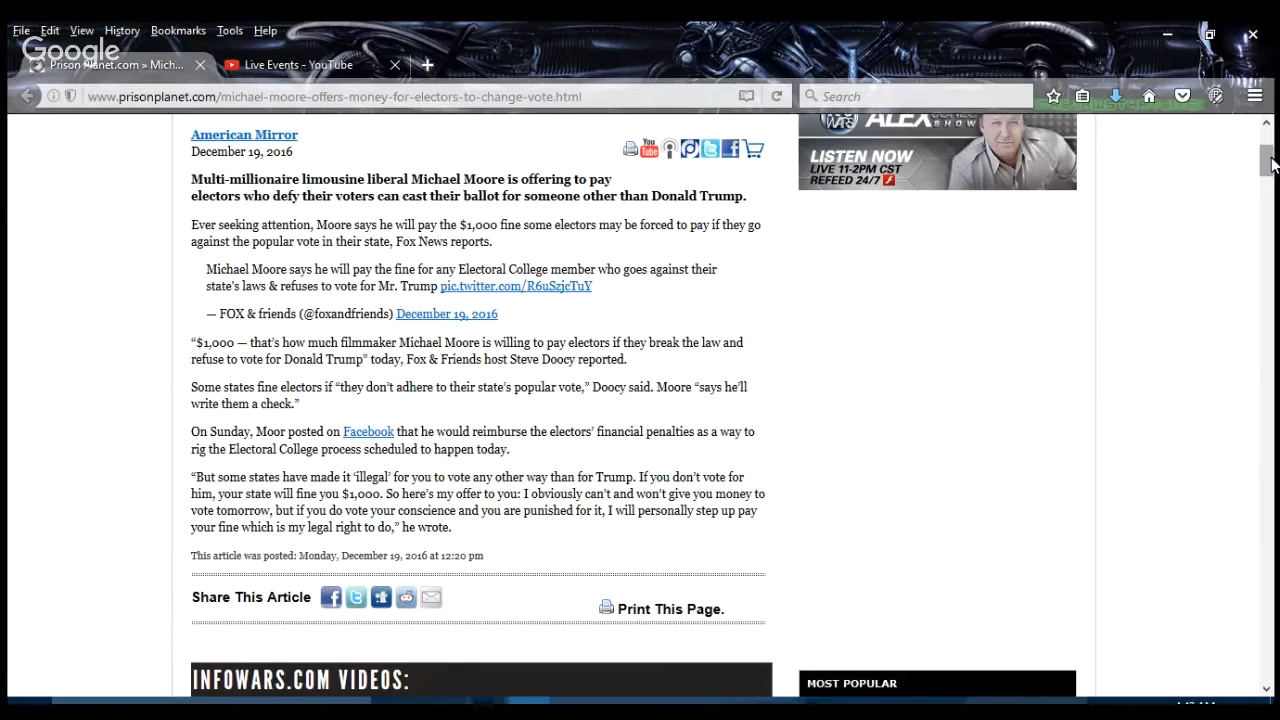 File Edit View History Bookmarks Tools Help
Google
Prison Planet.com » Mich... Live Events - YouTube
www.prisonplanet.com/michael-moore-offers-money-for-electors-to-change-vote.html
Search
American Mirror
December 19, 2016
You Tube
ALEX JONES
SHOW
LISTEN NOW
LIVE 11-2PM CST
REFEED 24/7
Multi-millionaire limousine liberal Michael Moore is offering to pay
electors who defy their voters can cast their ballot for someone other than Donald Trump.
Ever seeking attention, Moore says he will pay the $1,000 fine some electors may be forced to pay if they go
against the popular vote in their state, Fox News reports.
Michael Moore says he will pay the fine for any Electoral College member who goes against their
state's laws & refuses to vote for Mr. Trump pic.twitter.com/R6uSzjcTuY
— FOX & friends (@foxandfriends) December 19, 2016
“$1,000 — that’s how much filmmaker Michael Moore is willing to pay electors if they break the law and
refuse to vote for Donald Trump” today, Fox & Friends host Steve Doocy reported.
Some states fine electors if “they don’t adhere to their state’s popular vote,” Doocy said. Moore “says he’ll
write them a check.”
On Sunday, Moor posted on Facebook that he would reimburse the electors’ financial penalties as a way to
rig the Electoral College process scheduled to happen today.
“But some states have made it ‘illegal’ for you to vote any other way than for Trump. If you don’t vote for
him, your state will fine you $1,000. So here’s my offer to you: I obviously can’t and won’t give you money to
vote tomorrow, but if you do vote your conscience and you are punished for it, I will personally step up pay
your fine which is my legal right to do,” he wrote.
This article was posted: Monday, December 19, 2016 at 12:20 pm
Share This Article
Print This Page.
INFOWARS.COM VIDEOS:
MOST POPULAR